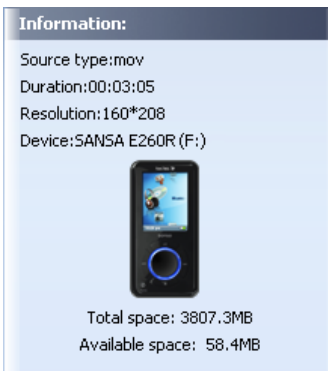 Information:
Source type:mov
Duration:00:03:05
Resolution:160*208
Device:SANSA E260R (F:)
Total space: 3807.3MB
Available space: 58.4MB